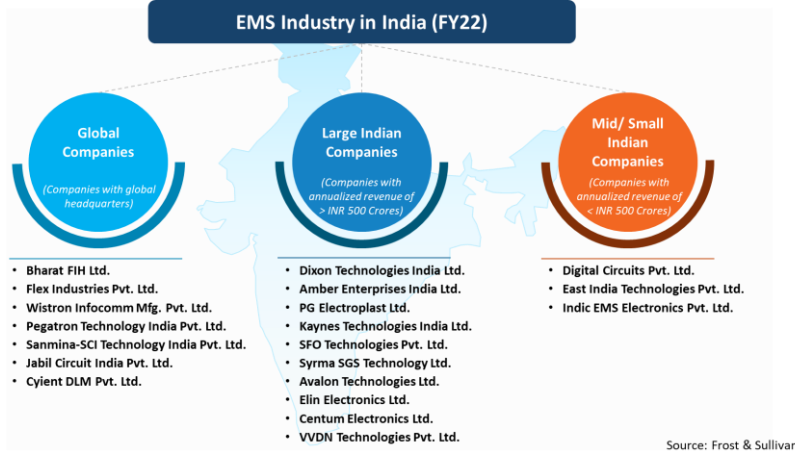 EMS Industry in India (FY22)
Global
Companies
(Companies with global
headquarters)
• Bharat FIH Ltd.
• Flex Industries Pvt. Ltd.
• Wistron Infocomm Mfg. Pvt. Ltd.
• Pegatron Technology India Pvt. Ltd.
• Sanmina-SCI Technology India Pvt. Ltd.
• Jabil Circuit India Pvt. Ltd.
• Cyient DLM Pvt. Ltd.
Large Indian
Companies
(Companies with
annualized revenue of
> INR 500 Crores)
• Dixon Technologies India Ltd.
• Amber Enterprises India Ltd.
• PG Electroplast Ltd.
• Kaynes Technologies India Ltd.
• SFO Technologies Pvt. Ltd.
• Syrma SGS Technology Ltd.
• Avalon Technologies Ltd.
• Elin Electronics Ltd.
• Centum Electronics Ltd.
• VVDN Technologies Pvt. Ltd.
Mid/ Small
Indian
Companies
(Companies with
annualized revenue of
< INR 500 Crores)
• Digital Circuits Pvt. Ltd.
• East India Technologies Pvt. Ltd.
• Indic EMS Electronics Pvt. Ltd.
Source: Frost & Sullivan